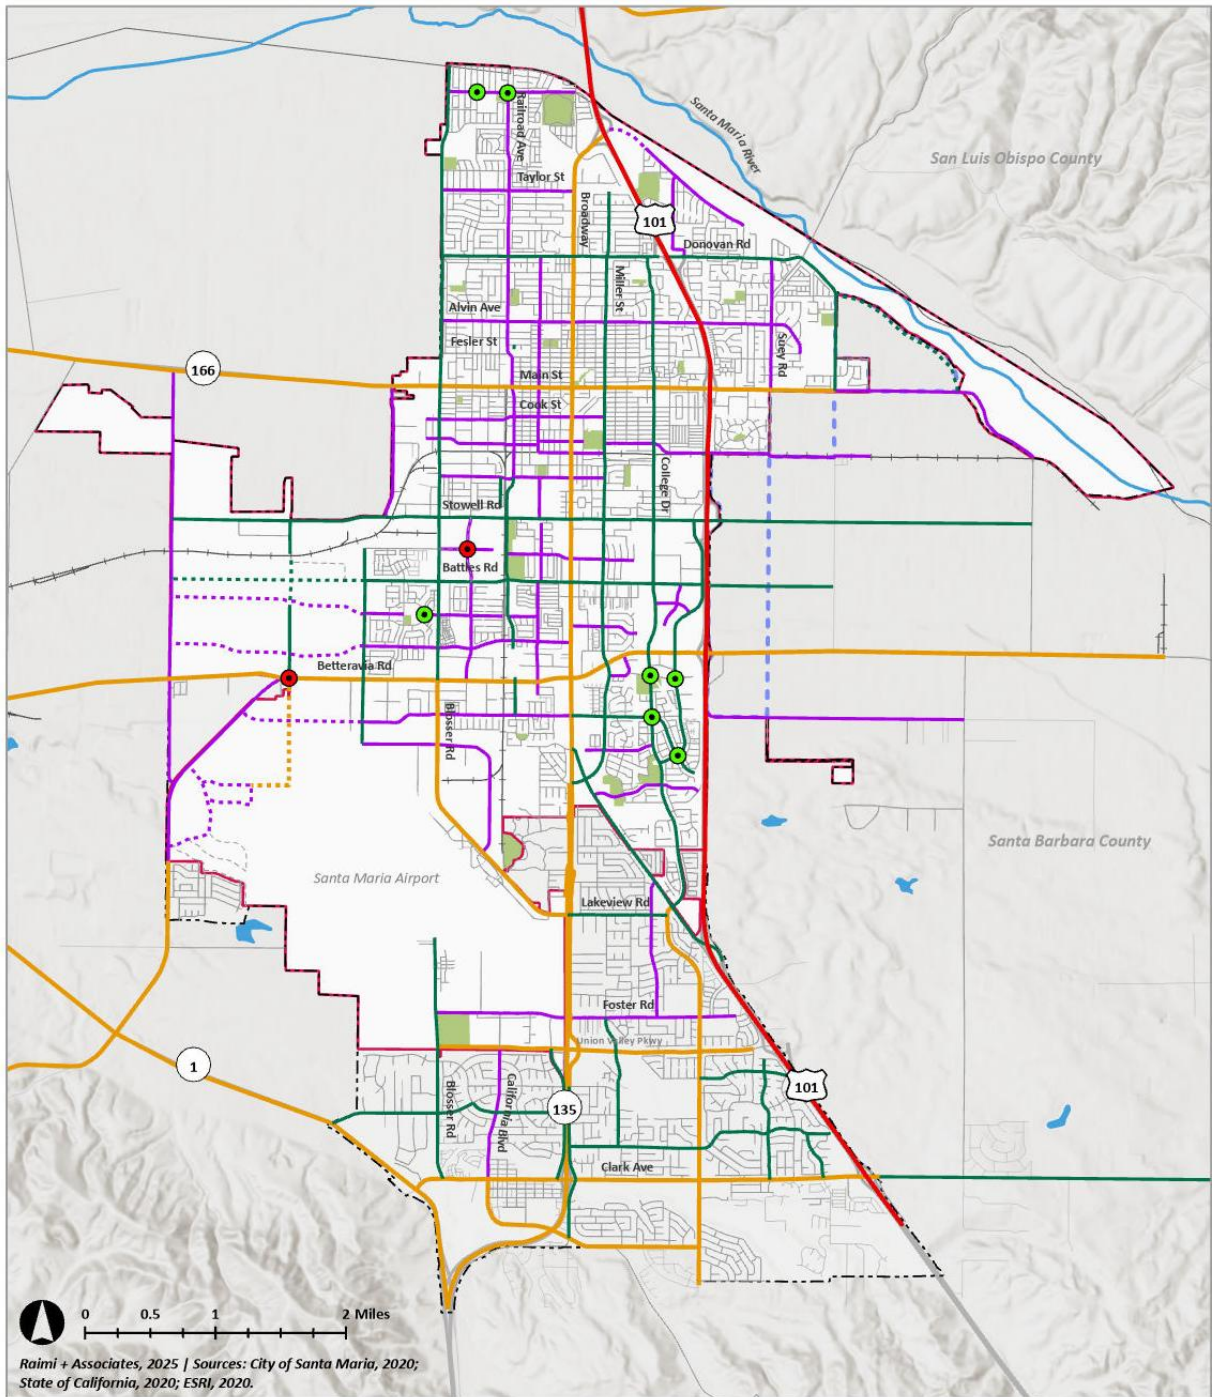 Santa Maria River
San Luis Obispo County
Railroad Ave
Taylor St
Broadway
101
Donovan Rd
Miller St
Alvin Ave
Suey Rd
Fesler St
166
Main St
Cook St
College Dr
Stowell Rd
Battles Rd
Betteravia Rd
Blosser Rd
Santa Barbara County
Santa Maria Airport
Lakeview Rd
Foster Rd
Union Valley Pkwy
1
101
Blosser Rd
California Blvd
135
Clark Ave
0 0.5 1 2 Miles
Raimi + Associates, 2025 | Sources: City of Santa Maria, 2020;
State of California, 2020; ESRI, 2020.